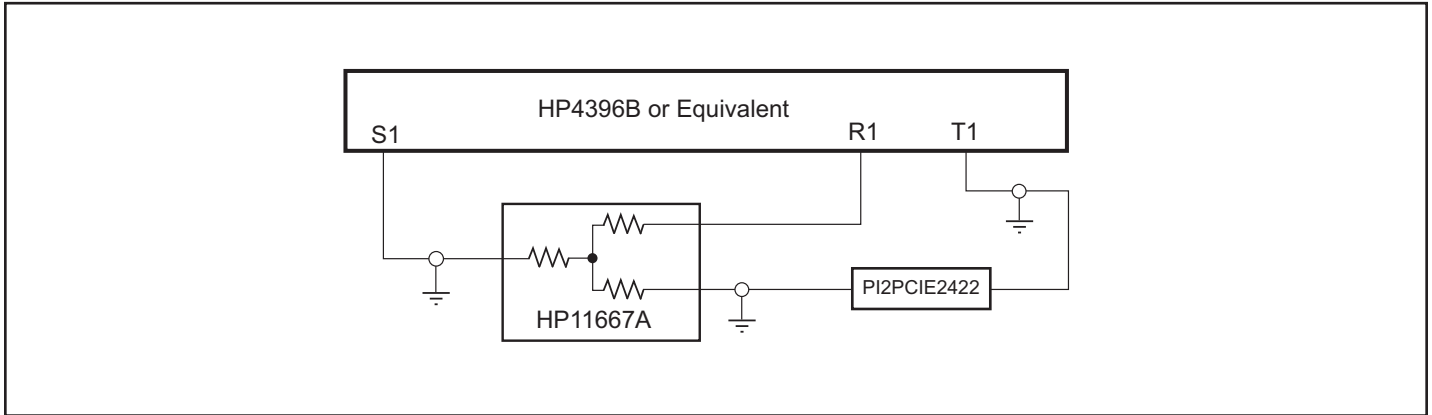 HP4396B or Equivalent
S1
R1
T1
PI2PCIE2422
HP11667A